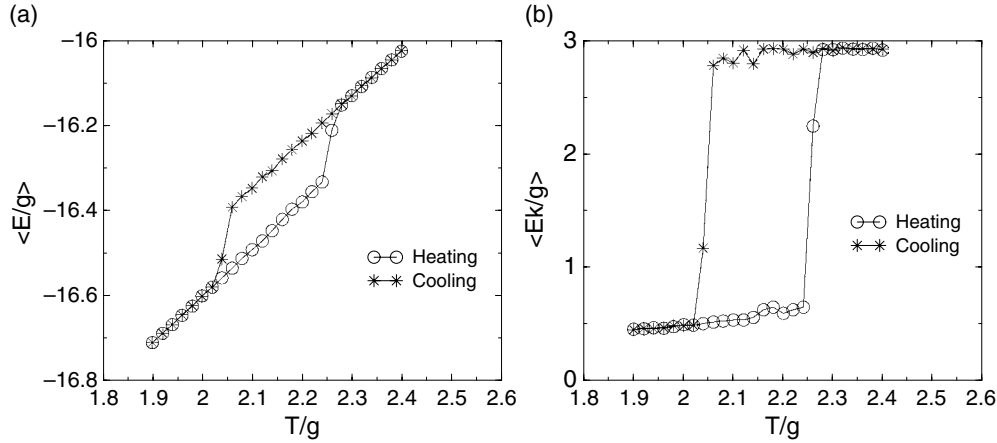 (a)
−16
−16.2
−16.4
−16.6
−16.8
<E/g>
Heating
Cooling
1.8 1.9 2 2.1 2.2 2.3 2.4 2.5 2.6
T/g
(b)
3
2
1
0
<Ek/g>
Heating
Cooling
1.8 1.9 2 2.1 2.2 2.3 2.4 2.5 2.6
T/g